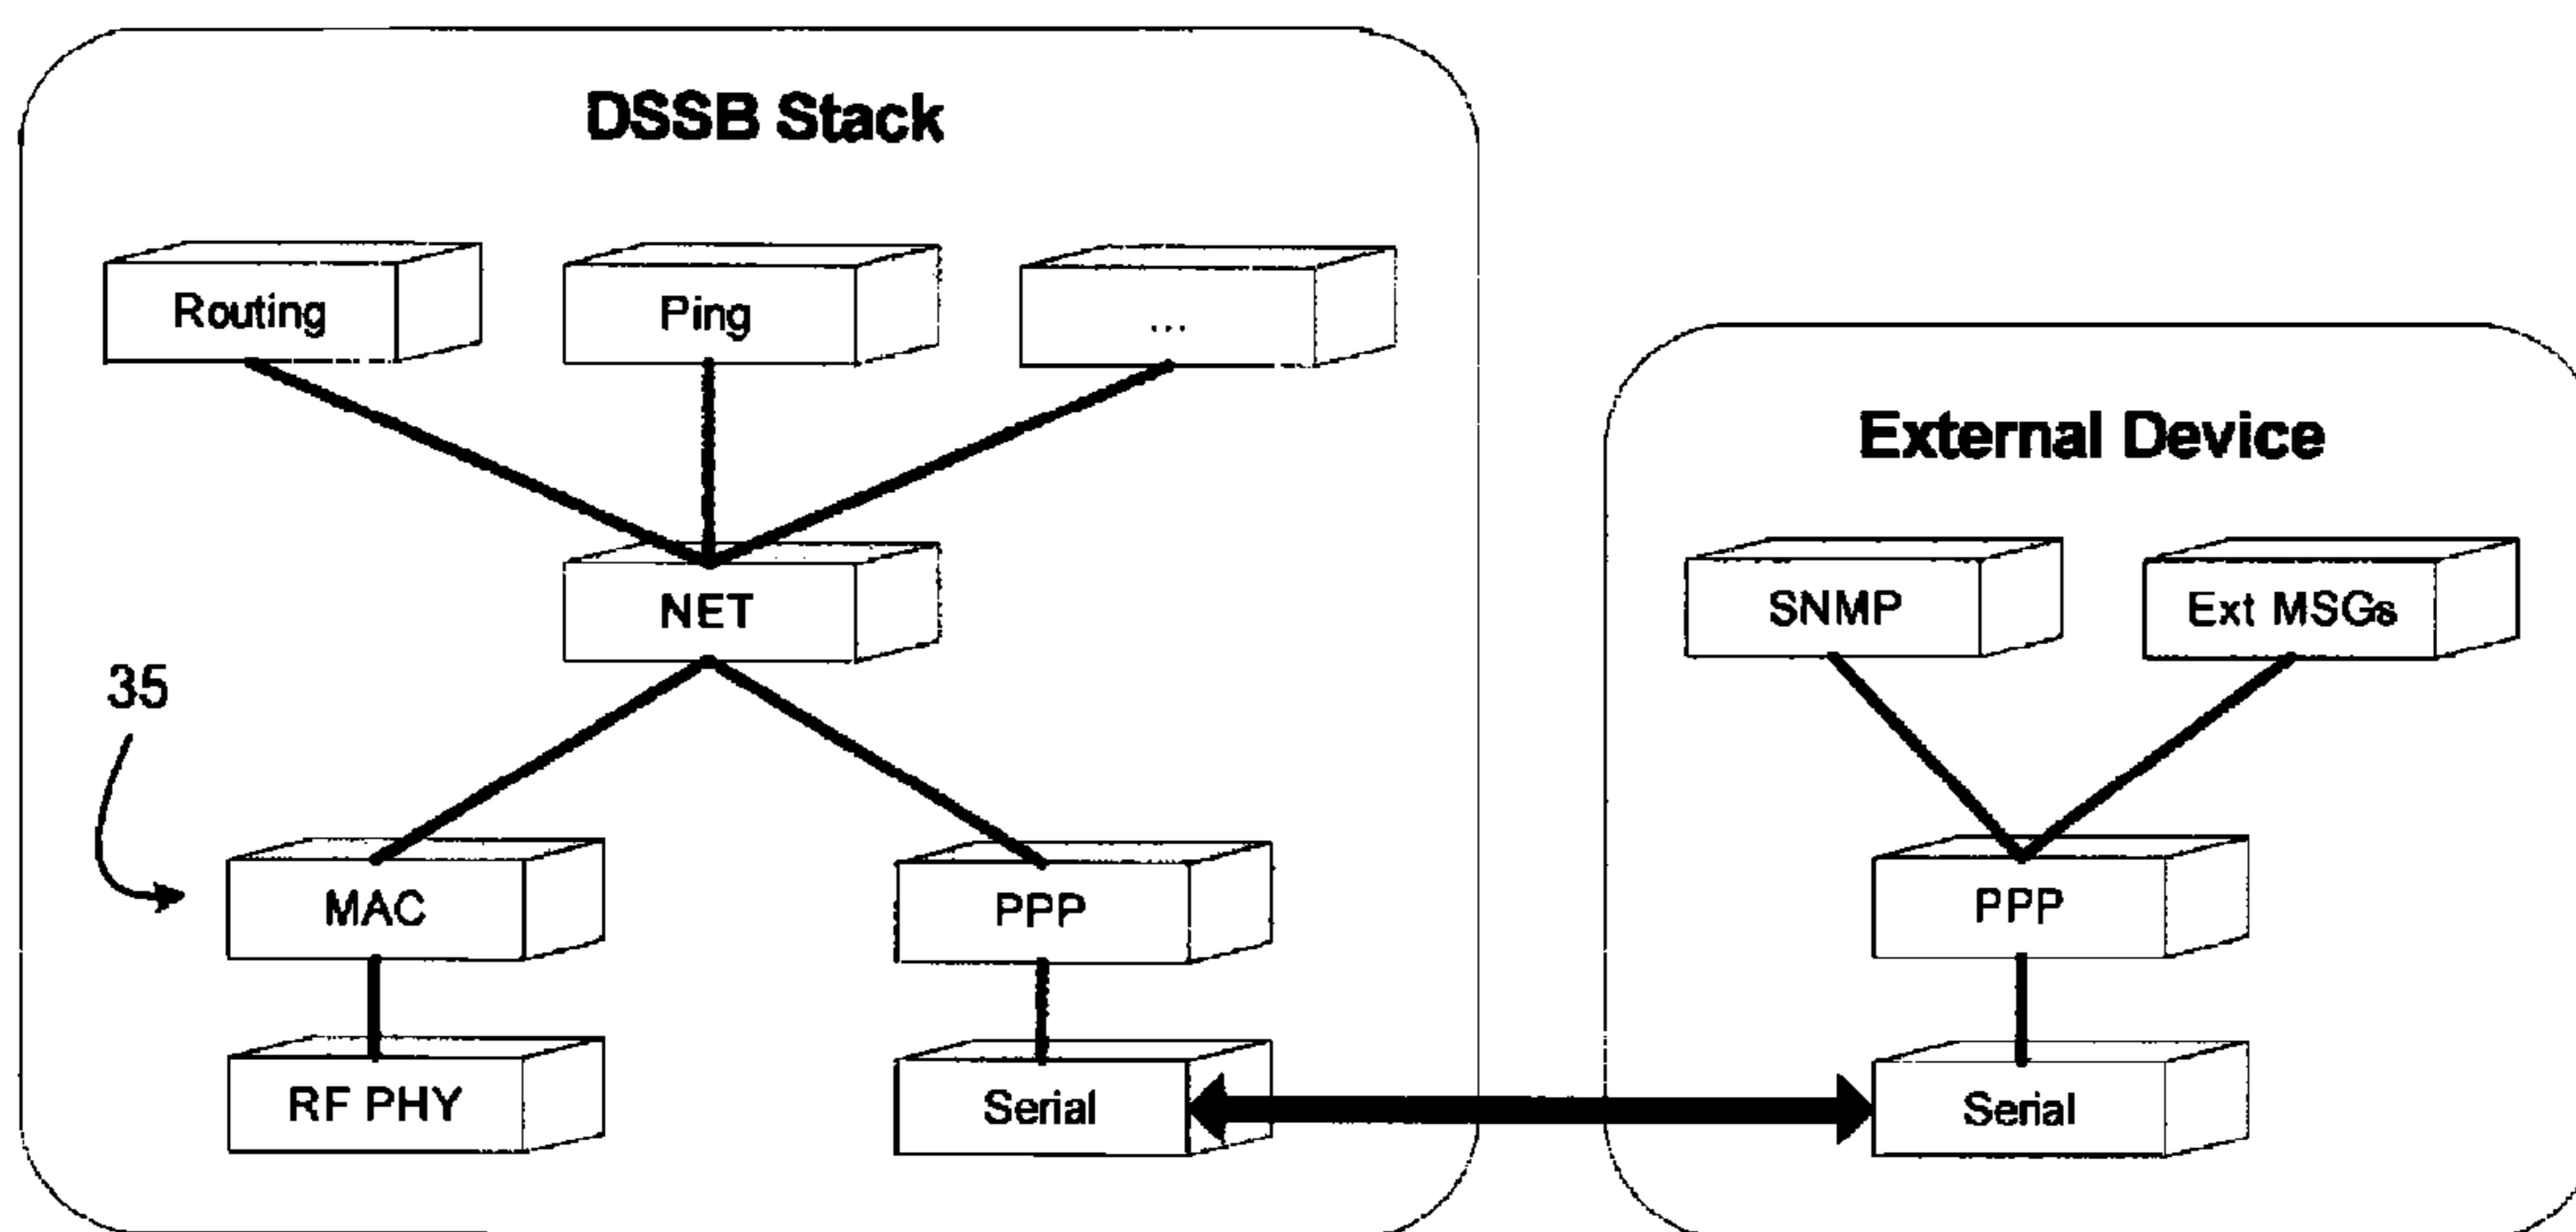 DSSB Stack
Routing
Ping
...
NET
35
MAC
PPP
RF PHY
Serial
External Device
SNMP
Ext MSGs
PPP
Serial